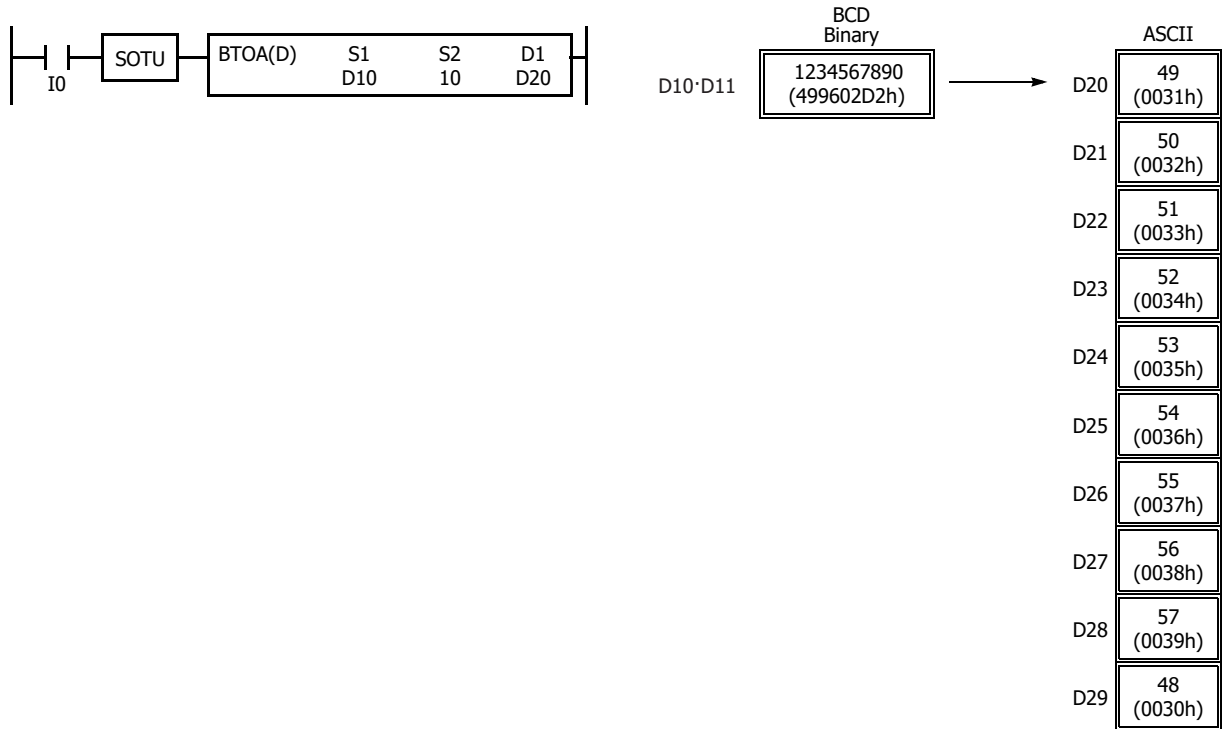 I0
SOTU
BTOA(D) S1 S2 D1
D10 10 D20
BCD
Binary
D10·D11
1234567890
(499602D2h)
ASCII
D20
49
(0031h)
D21
50
(0032h)
D22
51
(0033h)
D23
52
(0034h)
D24
53
(0035h)
D25
54
(0036h)
D26
55
(0037h)
D27
56
(0038h)
D28
57
(0039h)
D29
48
(0030h)